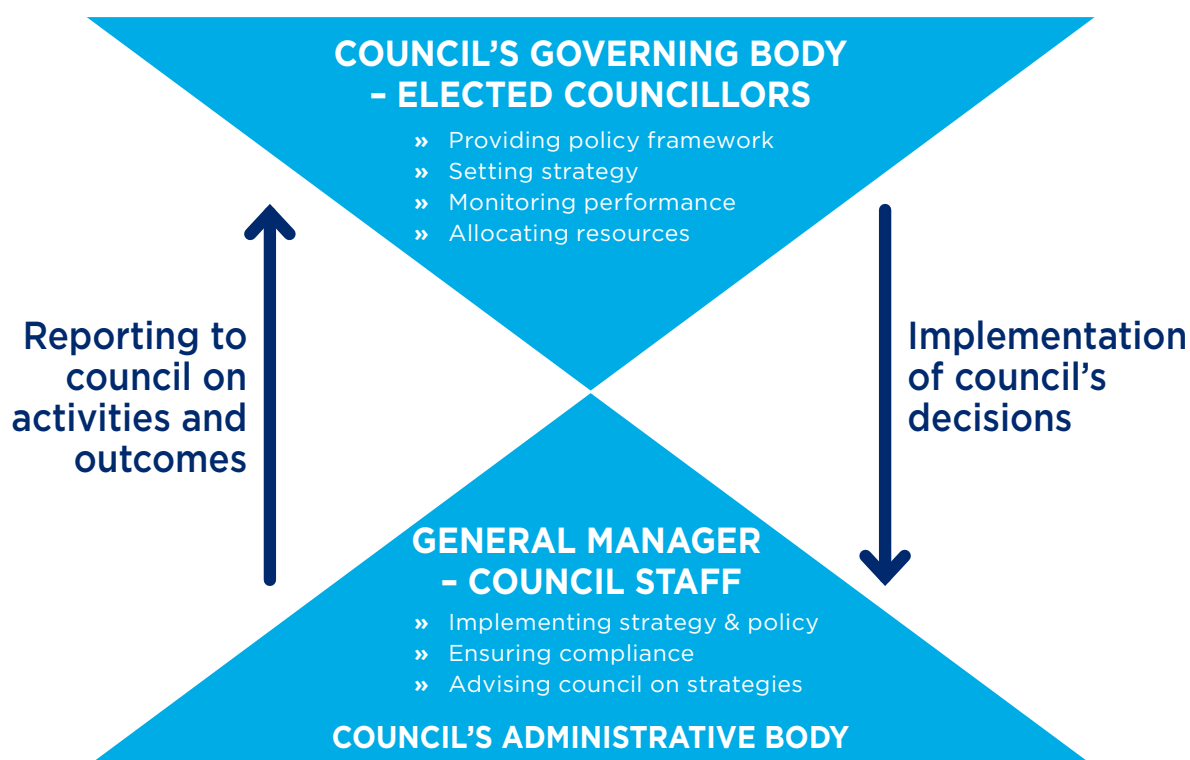 COUNCIL’S GOVERNING BODY
– ELECTED COUNCILLORS
» Providing policy framework
» Setting strategy
» Monitoring performance
» Allocating resources
Reporting to
council on
activities and
outcomes
Implementation
of council’s
decisions
GENERAL MANAGER
– COUNCIL STAFF
» Implementing strategy & policy
» Ensuring compliance
» Advising council on strategies
COUNCIL’S ADMINISTRATIVE BODY